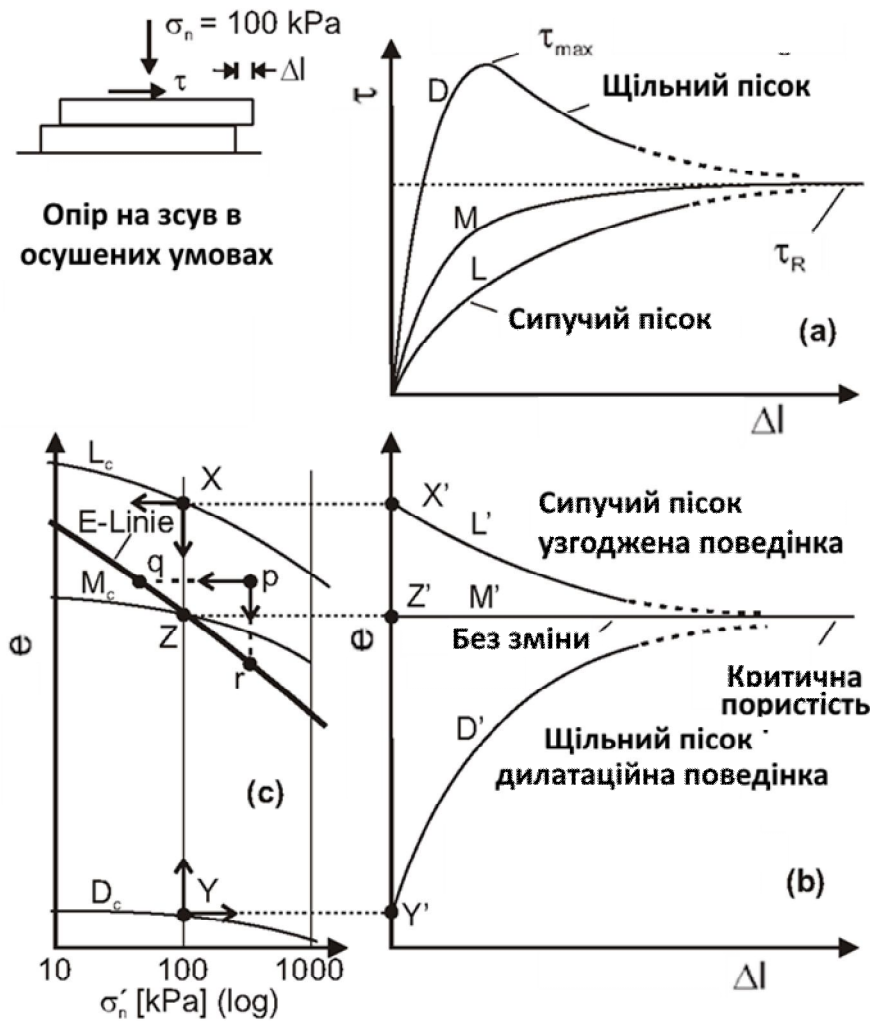 σn = 100 kPa
τ
Δl
Опір на зсув в
осушених умовах
τ
D
τmax
Щільний пісок
M
L
τR
Сипучий пісок
(a)
Δl
Lc
X
E-Linie
q
p
Mc
Z
r
e
(c)
Dc
Y
10
100
1000
σ′n [kPa] (log)
X’
L’
Сипучий пісок
узгоджена поведінка
Z’
M’
e
Без зміни
Критична
пористість
D’
Щільний пісок
дилатаційна поведінка
(b)
Y’
Δl